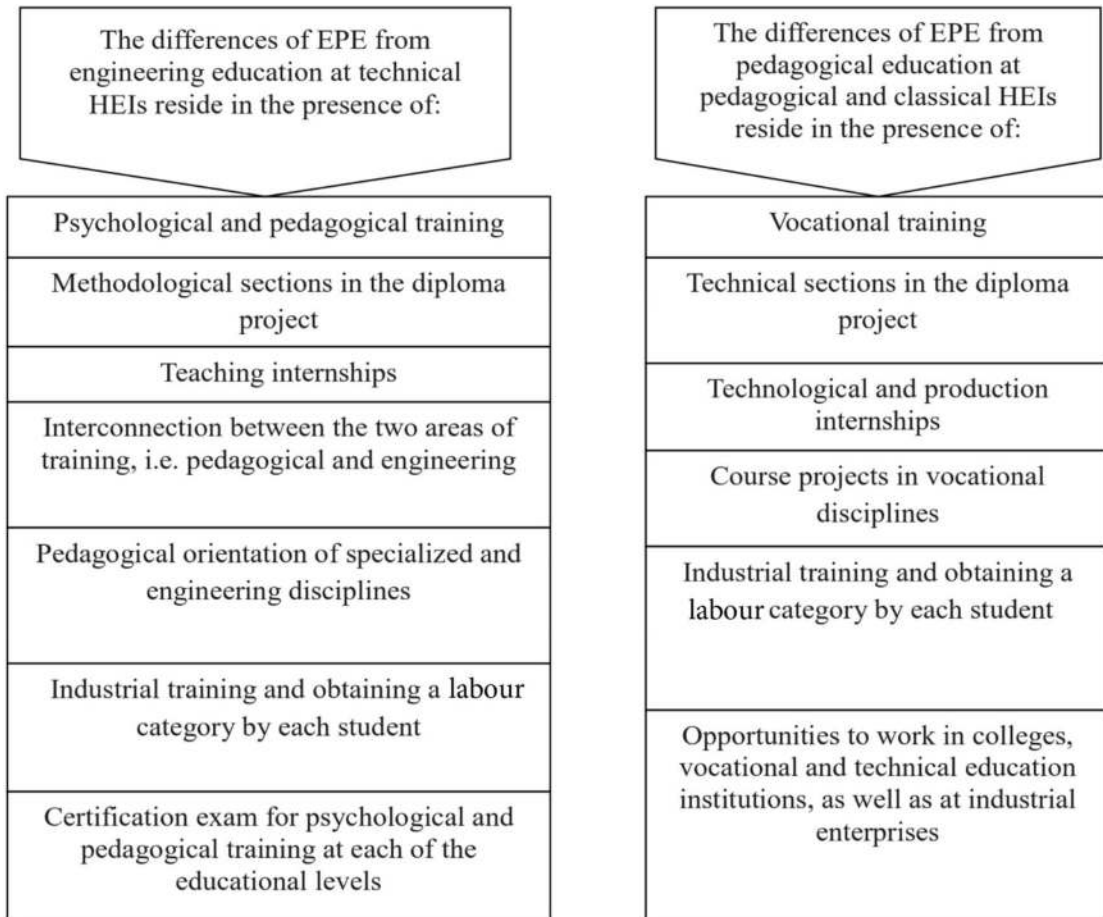 The differences of EPE from
engineering education at technical
HEIs reside in the presence of:
Psychological and pedagogical training
Methodological sections in the diploma
project
Teaching internships
Interconnection between the two areas of
training, i.e. pedagogical and engineering
Pedagogical orientation of specialized and
engineering disciplines
Industrial training and obtaining a labour
category by each student
Certification exam for psychological and
pedagogical training at each of the
educational levels
The differences of EPE from
pedagogical education at
pedagogical and classical HEIs
reside in the presence of:
Vocational training
Technical sections in the diploma
project
Technological and production
internships
Course projects in vocational
disciplines
Industrial training and obtaining a
labour category by each student
Opportunities to work in colleges,
vocational and technical education
institutions, as well as at industrial
enterprises